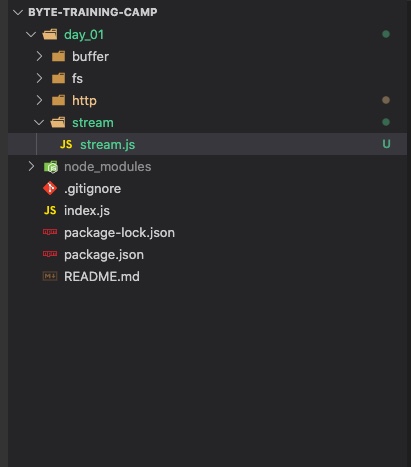 BYTE-TRAINING-CAMP
day_01
buffer
fs
http
stream
JS stream.js U
node_modules
.gitignore
JS index.js
package-lock.json
package.json
README.md